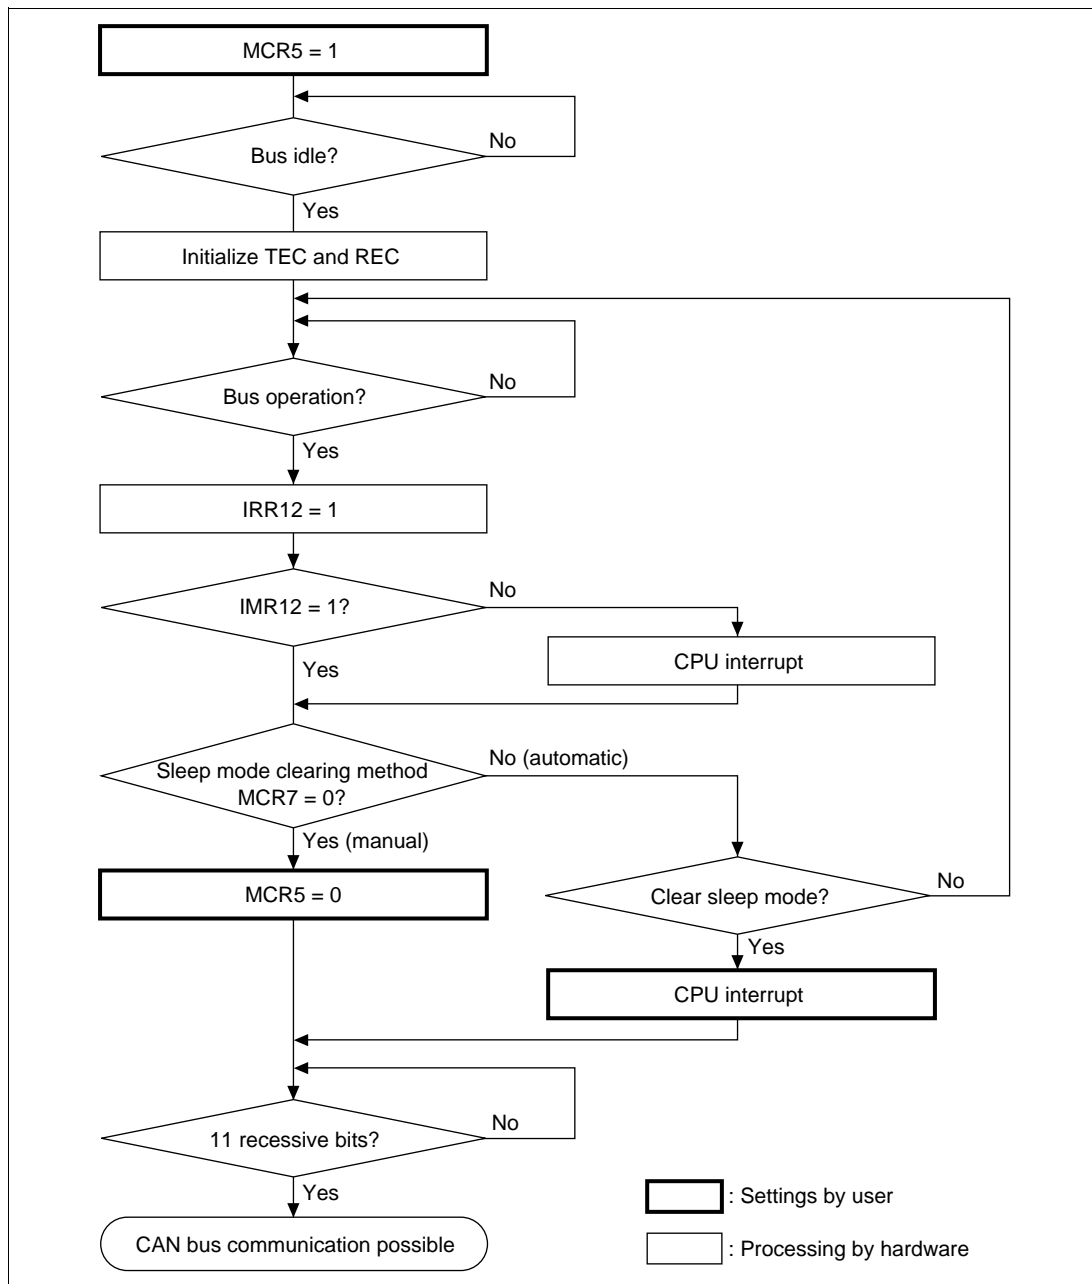 MCR5 = 1
No
Bus idle?
Yes
Initialize TEC and REC
No
Bus operation?
Yes
IRR12 = 1
No
IMR12 = 1?
CPU interrupt
Yes
No (automatic)
Sleep mode clearing method
MCR7 = 0?
Yes (manual)
MCR5 = 0
No
Clear sleep mode?
Yes
CPU interrupt
No
11 recessive bits?
Yes
: Settings by user
CAN bus communication possible
: Processing by hardware